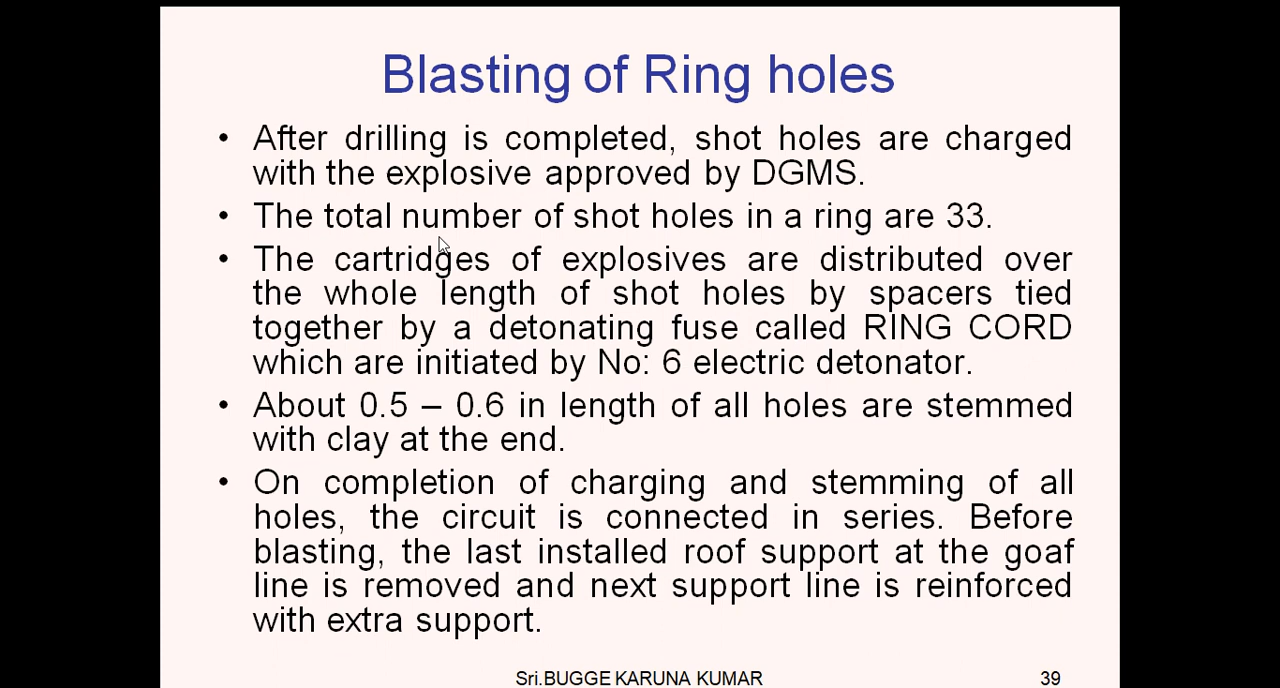 Blasting of Ring holes
• After drilling is completed, shot holes are charged
with the explosive approved by DGMS.
• The total number of shot holes in a ring are 33.
• The cartridges of explosives are distributed over
the whole length of shot holes by spacers tied
together by a detonating fuse called RING CORD
which are initiated by No: 6 electric detonator.
• About 0.5 – 0.6 in length of all holes are stemmed
with clay at the end.
• On completion of charging and stemming of all
holes, the circuit is connected in series. Before
blasting, the last installed roof support at the goaf
line is removed and next support line is reinforced
with extra support.
Sri.BUGGE KARUNA KUMAR
39